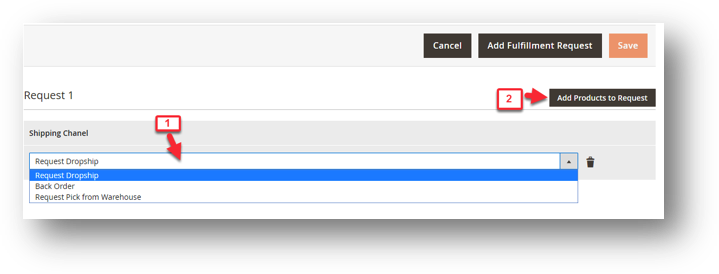 Cancel Add Fulfillment Request Save
Request 1
2 Add Products to Request
1
Shipping Chanel
Request Dropship
Request Dropship
Back Order
Request Pick from Warehouse